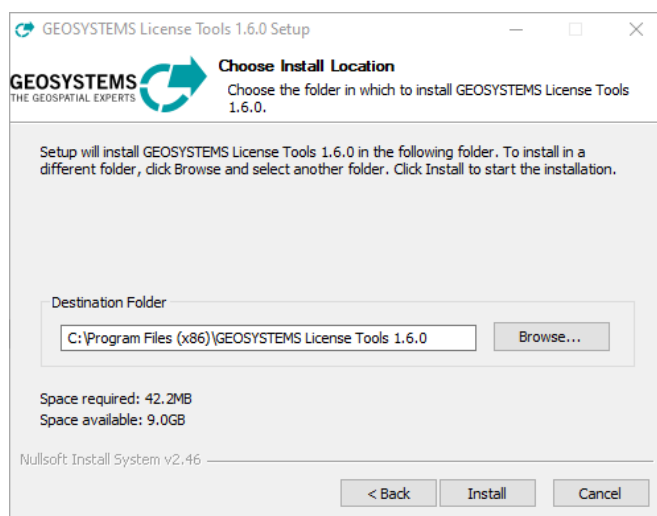 GEOSYSTEMS License Tools 1.6.0 Setup
GEOSYSTEMS
THE GEOSPATIAL EXPERTS
Choose Install Location
Choose the folder in which to install GEOSYSTEMS License Tools
1.6.0.
Setup will install GEOSYSTEMS License Tools 1.6.0 in the following folder. To install in a
different folder, click Browse and select another folder. Click Install to start the installation.
Destination Folder
C:\Program Files (x86)\GEOSYSTEMS License Tools 1.6.0
Browse...
Space required: 42.2MB
Space available: 9.0GB
Nullsoft Install System v2.46
< Back
Install
Cancel